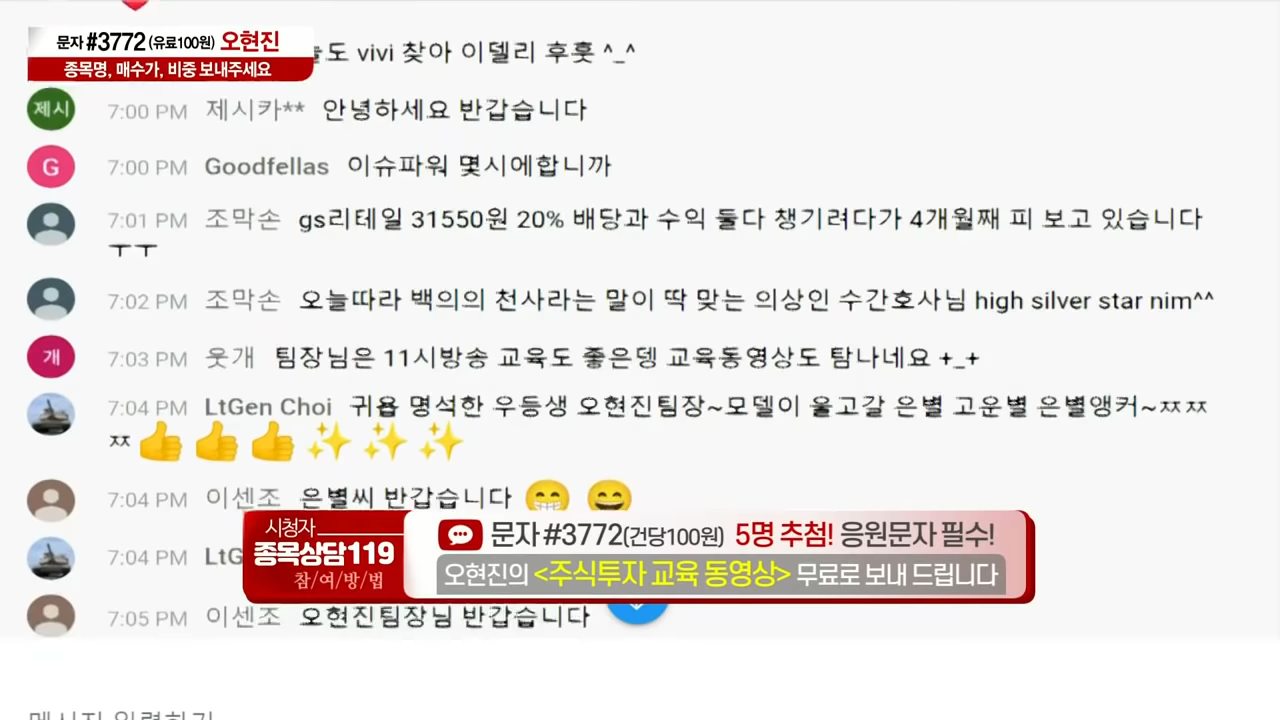 문자 #3772 (유료100원) 오현진
종목명, 매수가, 비중 보내주세요
늘도 vivi 찾아 이델리 후훗 ^_^
제시 7:00 PM 제시카** 안녕하세요 반갑습니다
G 7:00 PM Goodfellas 이슈파워 몇시에합니까
7:01 PM 조막손 gs리테일 31550원 20% 배당과 수익 둘다 챙기려다가 4개월째 피 보고 있습니다
ㅜㅜ
7:02 PM 조막손 오늘따라 백의의 천사라는 말이 딱 맞는 의상인 수간호사님 high silver star nim^^
개 7:03 PM 웃개 팀장님은 11시방송 교육도 좋은뎅 교육동영상도 탐나네요 +_+
7:04 PM LtGen Choi 귀욥 명석한 우등생 오현진팀장~모델이 울고갈 은별 고운별 은별앵커~ㅉㅉ
ㅉ 👍 👍 👍 ✨ ✨ ✨
7:04 PM 이센조 은별씨 반갑습니다 😁 😄
7:04 PM LtG
시청자
종목상담119
참/여/방/법
문자 #3772(건당100원) 5명 추첨! 응원문자 필수!
오현진의 <주식투자 교육 동영상> 무료로 보내 드립니다
7:05 PM 이센조 오현진팀장님 반갑습니다
메시지 입력하기